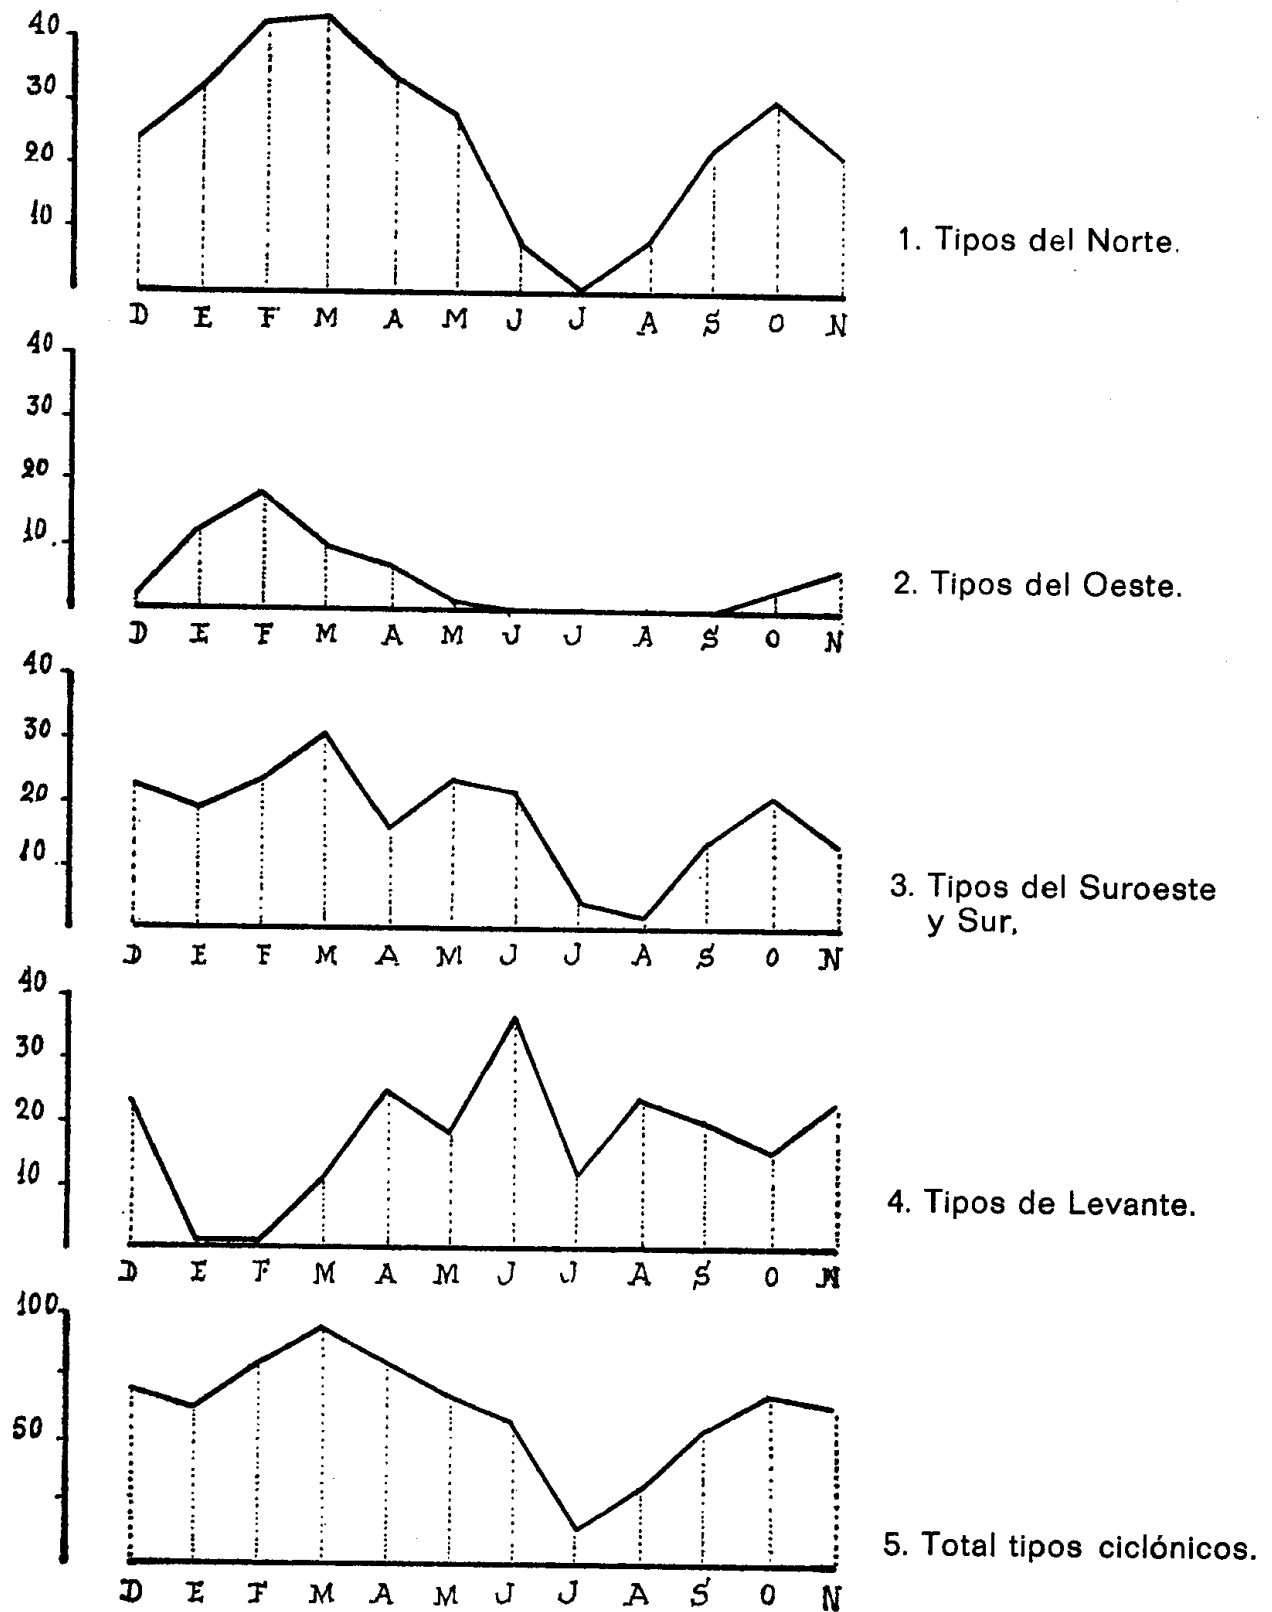 40
30
20
10
D E F M A M J J A S O N
1. Tipos del Norte.
40
30
20
10
D E F M A M J J A S O N
2. Tipos del Oeste.
40
30
20
10
D E F M A M J J A S O N
3. Tipos del Suroeste
y Sur,
40
30
20
10
D E F M A M J J A S O N
4. Tipos de Levante.
100
50
D E F M A M J J A S O N
5. Total tipos ciclónicos.